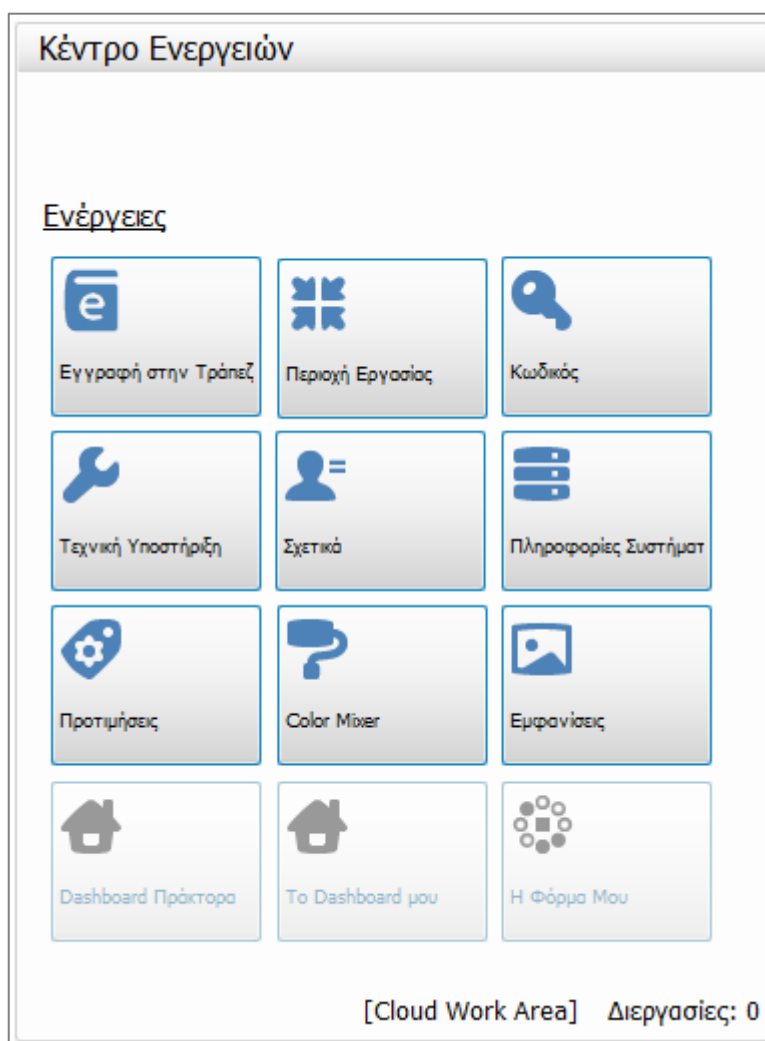 Κέντρο Ενεργειών
Ενέργειες
Εγγραφή στην Τράπεζ
Περιοχή Εργασίας
Κωδικός
Τεχνική Υποστήριξη
Σχετικά
Πληροφορίες Συστήματ
Προτιμήσεις
Color Mixer
Εμφανίσεις
Dashboard Πράκτορα
Το Dashboard μου
Η Φόρμα Μου
[Cloud Work Area] Διεργασίες: 0